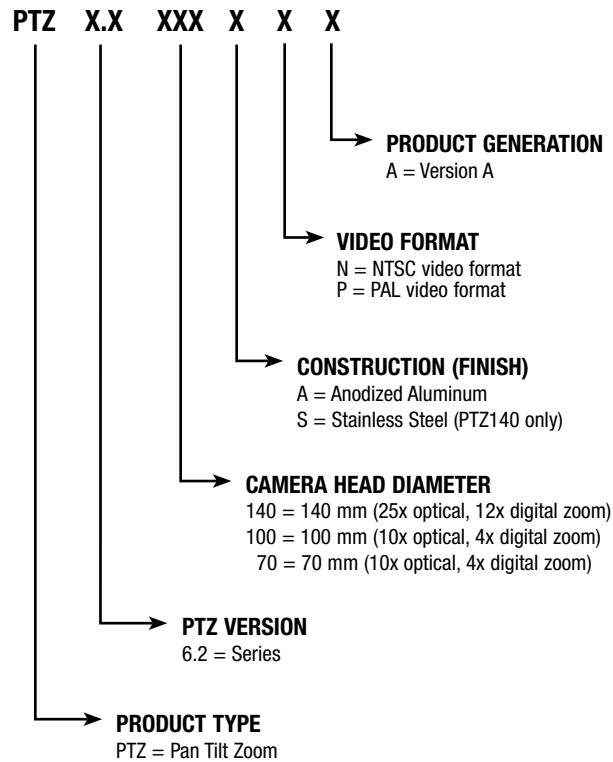 PTZ X.X XXX X X X
PRODUCT GENERATION
A = Version A
VIDEO FORMAT
N = NTSC video format
P = PAL video format
CONSTRUCTION (FINISH)
A = Anodized Aluminum
S = Stainless Steel (PTZ140 only)
CAMERA HEAD DIAMETER
140 = 140 mm (25x optical, 12x digital zoom)
100 = 100 mm (10x optical, 4x digital zoom)
70 = 70 mm (10x optical, 4x digital zoom)
PTZ VERSION
6.2 = Series
PRODUCT TYPE
PTZ = Pan Tilt Zoom